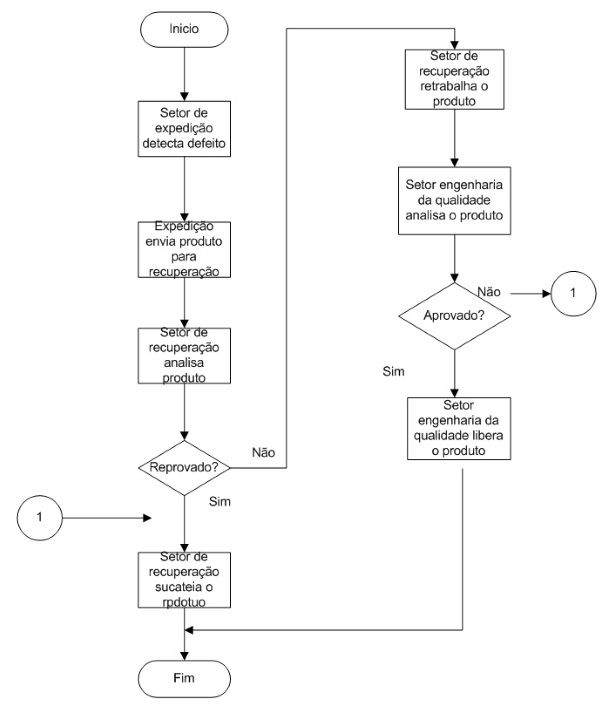 Inicio
Setor de
expedição
detecta defeito
Expedição
envia produto
para
recuperação
Setor de
recuperação
analisa
produto
Reprovado?
Não
Sim
1
Setor de
recuperação
sucateia o
rpdotuo
Fim
Setor de
recuperação
retrabalha o
produto
Setor engenharia
da qualidade
analisa o produto
Aprovado?
Não
1
Sim
Setor
engenharia da
qualidade libera
o produto